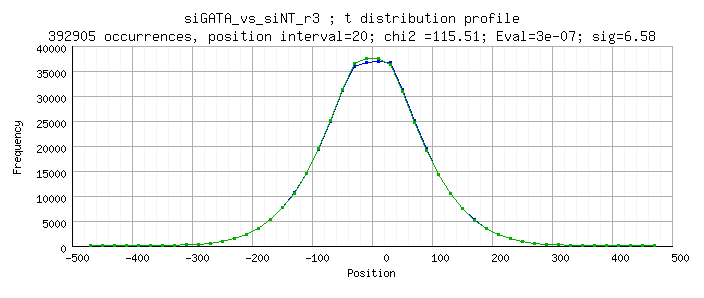 siGATA_vs_siNT_r3 ; t distribution profile
392905 occurrences, position interval=20; chi2 =115.51; Eval=3e-07; sig=6.58
40000
35000
30000
25000
20000
15000
10000
5000
0
Frequency
-500 -400 -300 -200 -100 0 100 200 300 400 500
Position